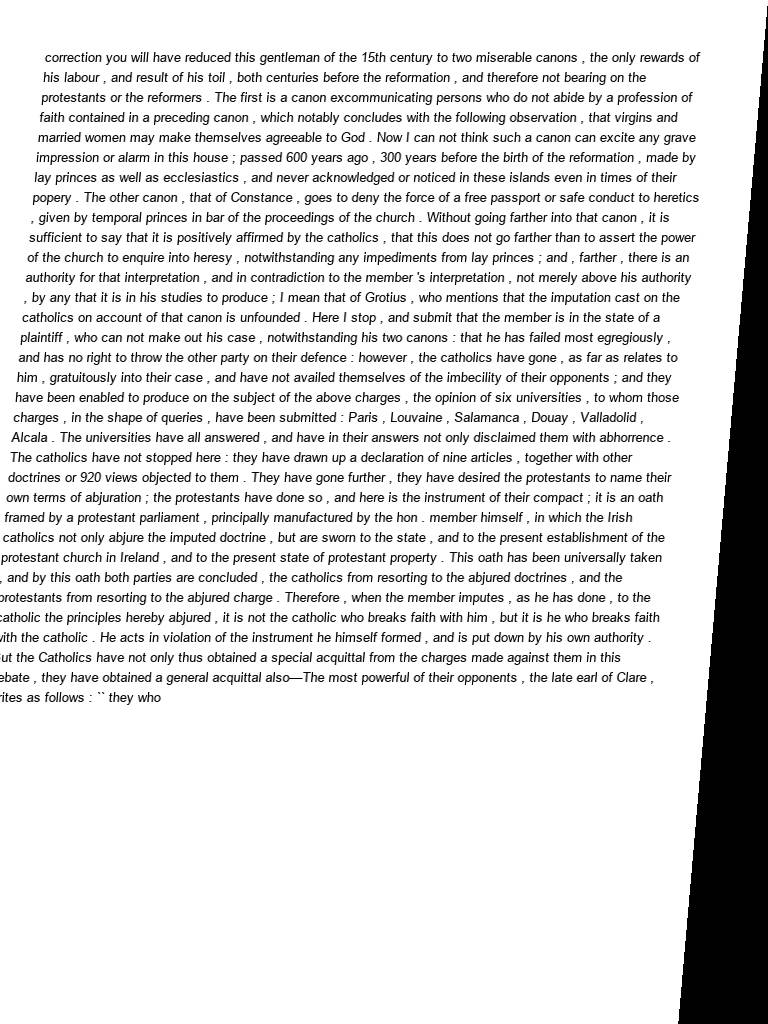 correction you will have reduced this gentleman of the 15th century to two miserable canons , the only rewards of
his labour , and result of his toil , both centuries before the reformation , and therefore not bearing on the
protestants or the reformers . The first is a canon excommunicating persons who do not abide by a profession of
faith contained in a preceding canon , which notably concludes with the following observation , that virgins and
married women may make themselves agreeable to God . Now I can not think such a canon can excite any grave
impression or alarm in this house ; passed 600 years ago , 300 years before the birth of the reformation , made by
lay princes as well as ecclesiastics , and never acknowledged or noticed in these islands even in times of their
popery . The other canon , that of Constance , goes to deny the force of a free passport or safe conduct to heretics
, given by temporal princes in bar of the proceedings of the church . Without going farther into that canon , it is
sufficient to say that it is positively affirmed by the catholics , that this does not go farther than to assert the power
of the church to enquire into heresy , notwithstanding any impediments from lay princes ; and , farther , there is an
authority for that interpretation , and in contradiction to the member 's interpretation , not merely above his authority
, by any that it is in his studies to produce ; I mean that of Grotius , who mentions that the imputation cast on the
catholics on account of that canon is unfounded . Here I stop , and submit that the member is in the state of a
plaintiff , who can not make out his case , notwithstanding his two canons : that he has failed most egregiously ,
and has no right to throw the other party on their defence : however , the catholics have gone , as far as relates to
him , gratuitously into their case , and have not availed themselves of the imbecility of their opponents ; and they
have been enabled to produce on the subject of the above charges , the opinion of six universities , to whom those
charges , in the shape of queries , have been submitted : Paris , Louvaine , Salamanca , Douay , Valladolid ,
Alcala . The universities have all answered , and have in their answers not only disclaimed them with abhorrence .
The catholics have not stopped here : they have drawn up a declaration of nine articles , together with other
doctrines or 920 views objected to them . They have gone further , they have desired the protestants to name their
own terms of abjuration ; the protestants have done so , and here is the instrument of their compact ; it is an oath
framed by a protestant parliament , principally manufactured by the hon . member himself , in which the Irish
catholics not only abjure the imputed doctrine , but are sworn to the state , and to the present establishment of the
protestant church in Ireland , and to the present state of protestant property . This oath has been universally taken
, and by this oath both parties are concluded , the catholics from resorting to the abjured doctrines , and the
protestants from resorting to the abjured charge . Therefore , when the member imputes , as he has done , to the
catholic the principles hereby abjured , it is not the catholic who breaks faith with him , but it is he who breaks faith
with the catholic . He acts in violation of the instrument he himself formed , and is put down by his own authority .
But the Catholics have not only thus obtained a special acquittal from the charges made against them in this
ebate , they have obtained a general acquittal also—The most powerful of their opponents , the late earl of Clare ,
rites as follows : `` they who